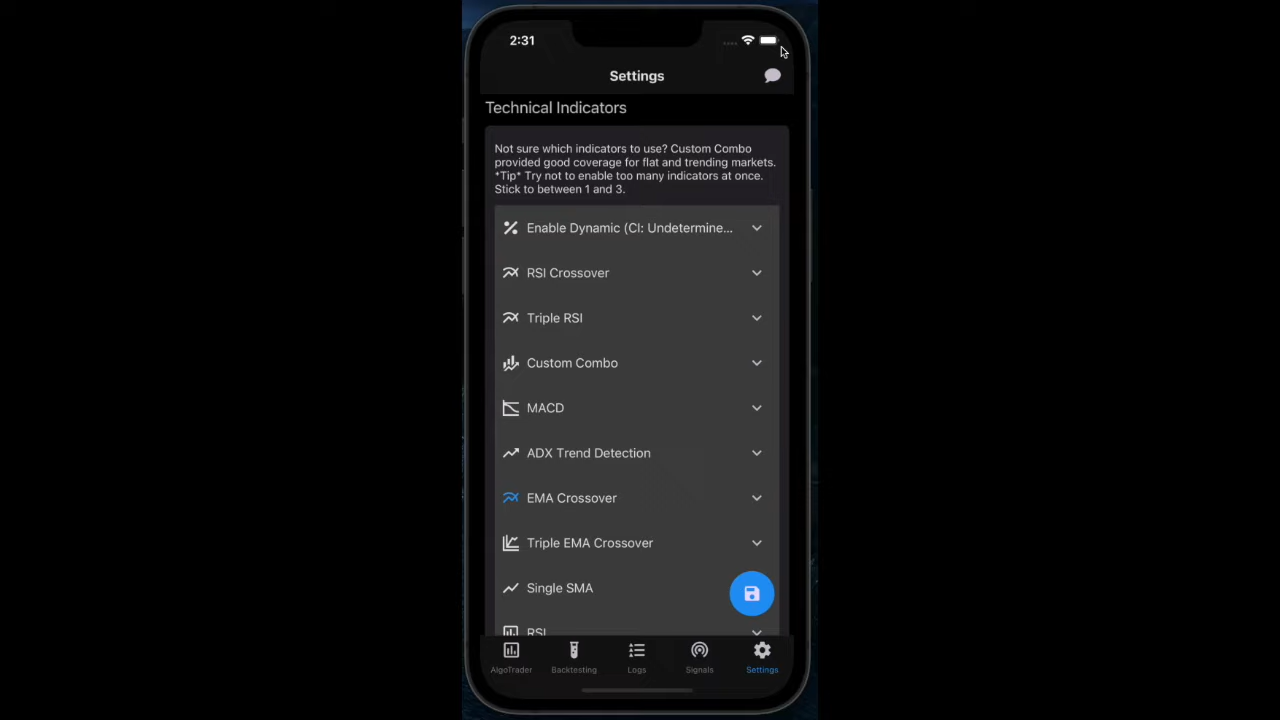 2:31
Settings
Technical Indicators
Not sure which indicators to use? Custom Combo
provided good coverage for flat and trending markets.
*Tip* Try not to enable too many indicators at once.
Stick to between 1 and 3.
Enable Dynamic (CI: Undetermine...
RSI Crossover
Triple RSI
Custom Combo
MACD
ADX Trend Detection
EMA Crossover
Triple EMA Crossover
Single SMA
RSI
AlgoTrader
Backtesting
Logs
Signals
Settings